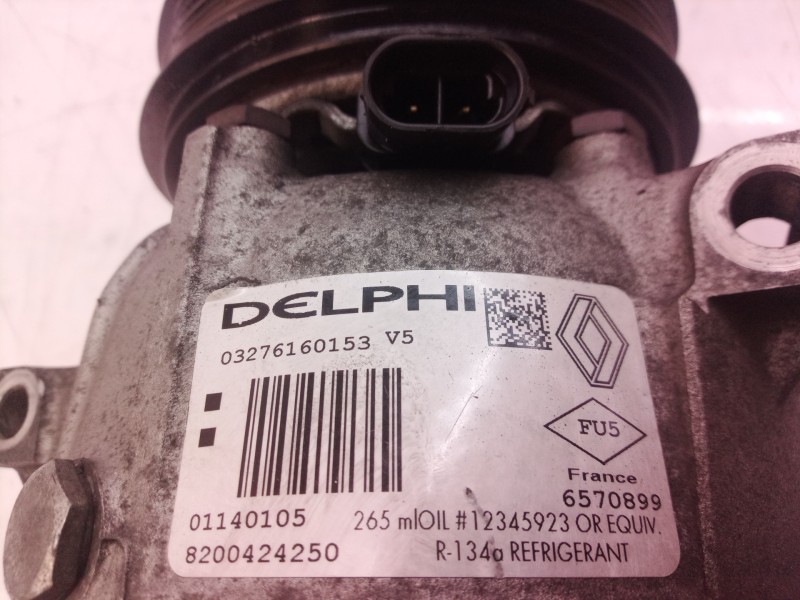 DELPHI
03276160153 V5
FU5
France
6570899
01140105
265 mlOIL #12345923 OR EQUIV.
8200424250
R-134a REFRIGERANT